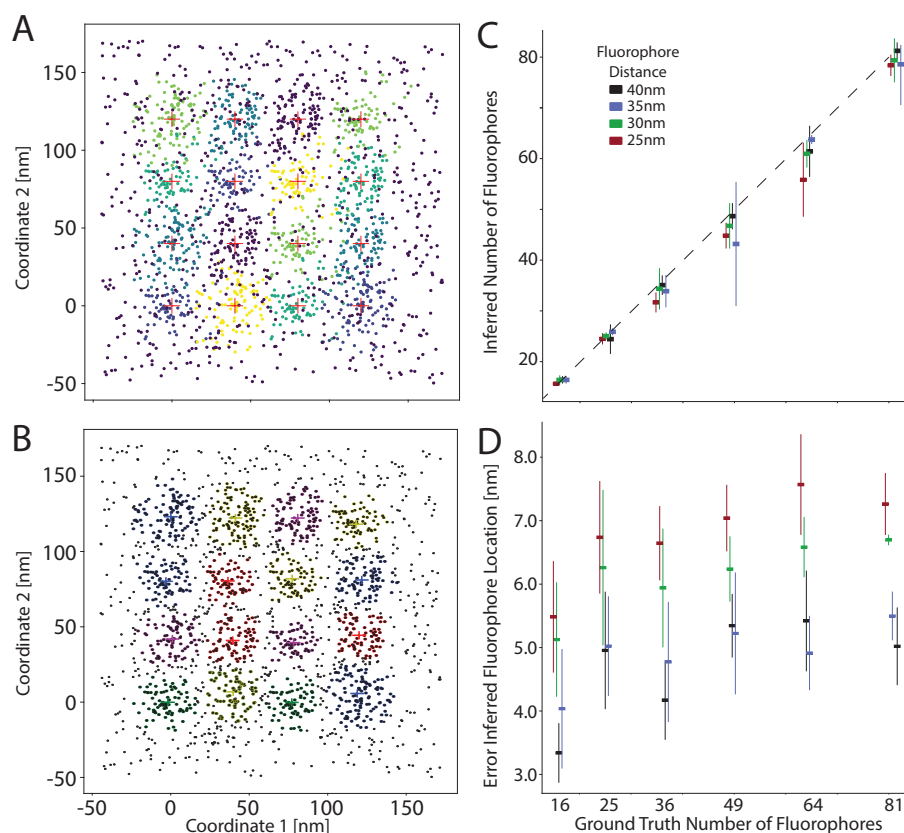 A
Coordinate 2 [nm]
150
100
50
0
-50
B
Coordinate 2 [nm]
150
100
50
0
-50
-50
0
50
100
150
Coordinate 1 [nm]
C
Inferred Number of Fluorophores
80
60
40
20
Fluorophore
Distance
40nm
35nm
30nm
25nm
D
Error Inferred Fluorophore Location [nm]
8.0
7.0
6.0
5.0
4.0
3.0
16
25
36
49
64
81
Ground Truth Number of Fluorophores